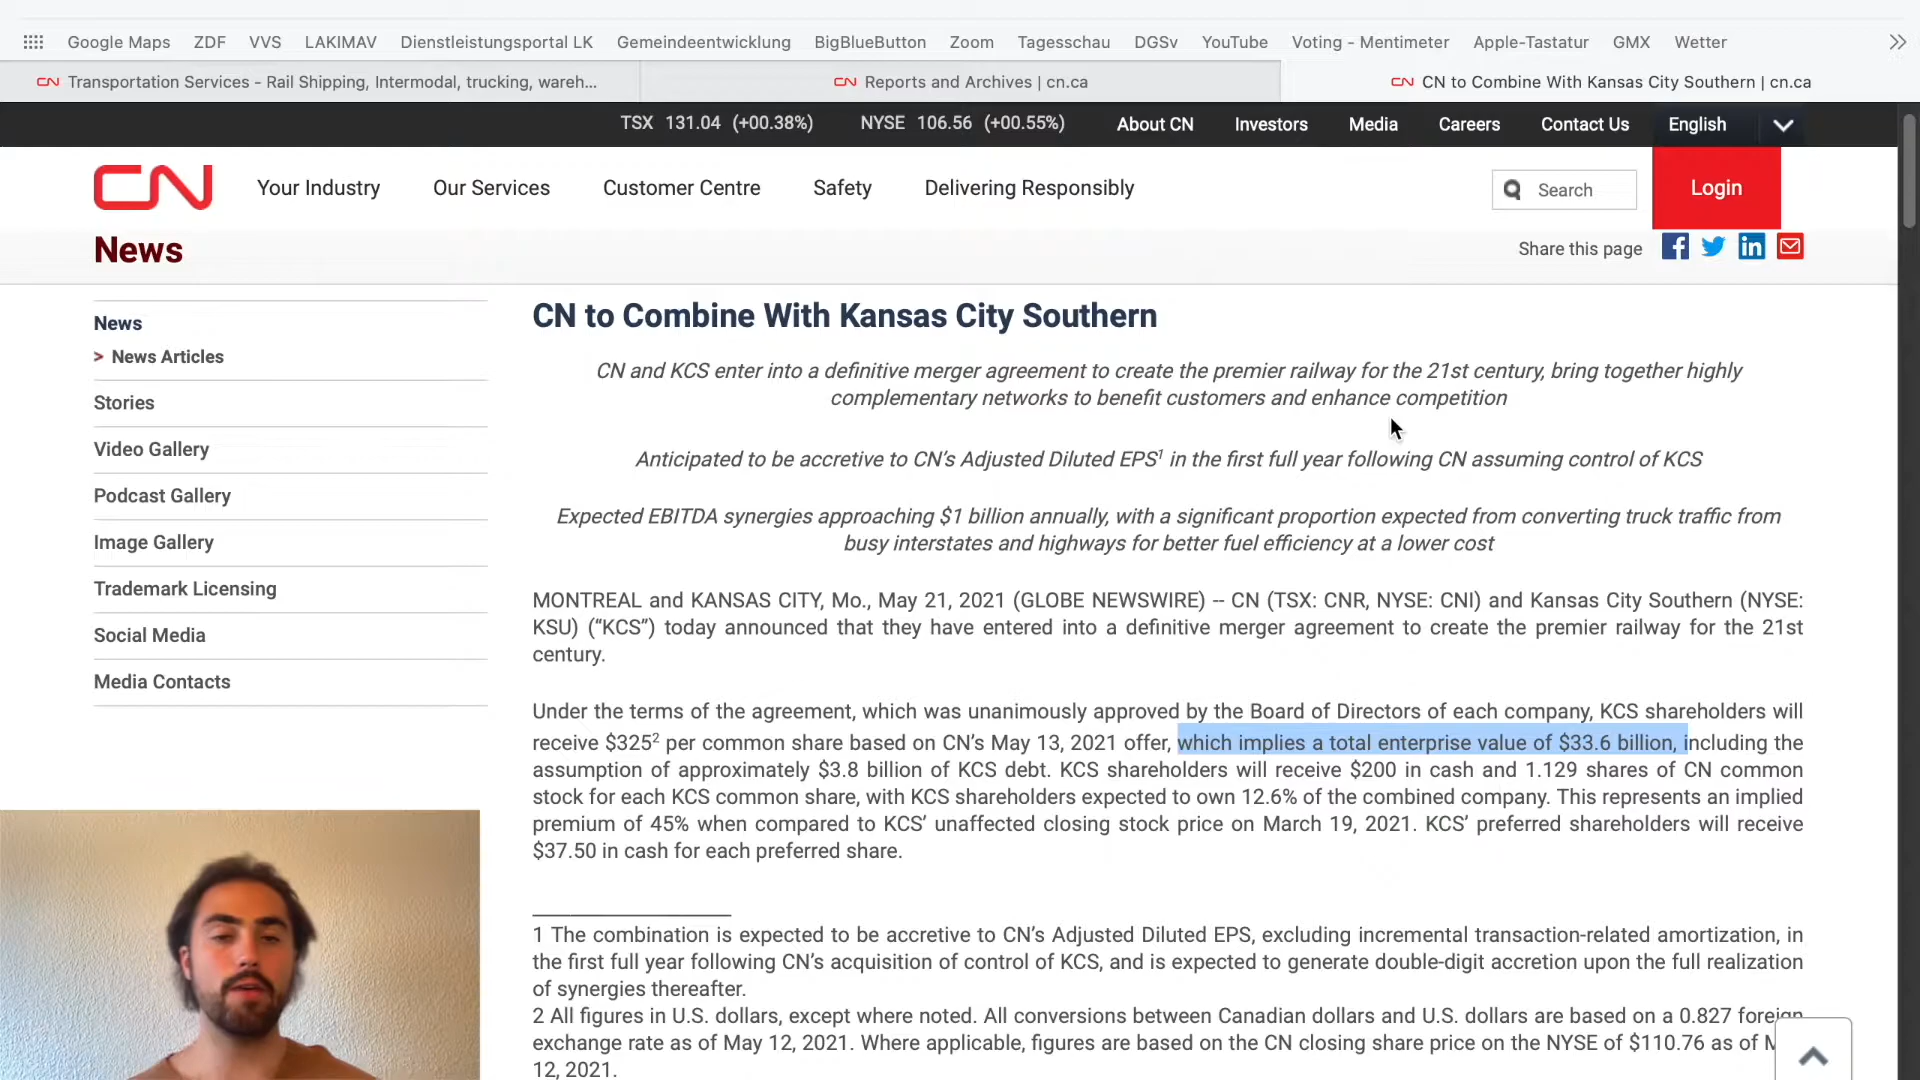 Google Maps ZDF VVS LAKIMAV Dienstleistungsportal LK Gemeindeentwicklung BigBlueButton Zoom Tagesschau DGSv YouTube Voting - Mentimeter Apple-Tastatur GMX Wetter
CN Transportation Services - Rail Shipping, Intermodal, trucking, wareh...
CN Reports and Archives | cn.ca
CN CN to Combine With Kansas City Southern | cn.ca
TSX 131.04 (+00.38%) NYSE 106.56 (+00.55%) About CN Investors Media Careers Contact Us English
CN Your Industry Our Services Customer Centre Safety Delivering Responsibly Search Login
News
Share this page
News
> News Articles
Stories
Video Gallery
Podcast Gallery
Image Gallery
Trademark Licensing
Social Media
Media Contacts
CN to Combine With Kansas City Southern
CN and KCS enter into a definitive merger agreement to create the premier railway for the 21st century, bring together highly
complementary networks to benefit customers and enhance competition
Anticipated to be accretive to CN’s Adjusted Diluted EPS¹ in the first full year following CN assuming control of KCS
Expected EBITDA synergies approaching $1 billion annually, with a significant proportion expected from converting truck traffic from
busy interstates and highways for better fuel efficiency at a lower cost
MONTREAL and KANSAS CITY, Mo., May 21, 2021 (GLOBE NEWSWIRE) -- CN (TSX: CNR, NYSE: CNI) and Kansas City Southern (NYSE:
KSU) (“KCS”) today announced that they have entered into a definitive merger agreement to create the premier railway for the 21st
century.
Under the terms of the agreement, which was unanimously approved by the Board of Directors of each company, KCS shareholders will
receive $325² per common share based on CN’s May 13, 2021 offer, which implies a total enterprise value of $33.6 billion, including the
assumption of approximately $3.8 billion of KCS debt. KCS shareholders will receive $200 in cash and 1.129 shares of CN common
stock for each KCS common share, with KCS shareholders expected to own 12.6% of the combined company. This represents an implied
premium of 45% when compared to KCS’ unaffected closing stock price on March 19, 2021. KCS’ preferred shareholders will receive
$37.50 in cash for each preferred share.
1 The combination is expected to be accretive to CN’s Adjusted Diluted EPS, excluding incremental transaction-related amortization, in
the first full year following CN’s acquisition of control of KCS, and is expected to generate double-digit accretion upon the full realization
of synergies thereafter.
2 All figures in U.S. dollars, except where noted. All conversions between Canadian dollars and U.S. dollars are based on a 0.827 foreign
exchange rate as of May 12, 2021. Where applicable, figures are based on the CN closing share price on the NYSE of $110.76 as of
12, 2021.